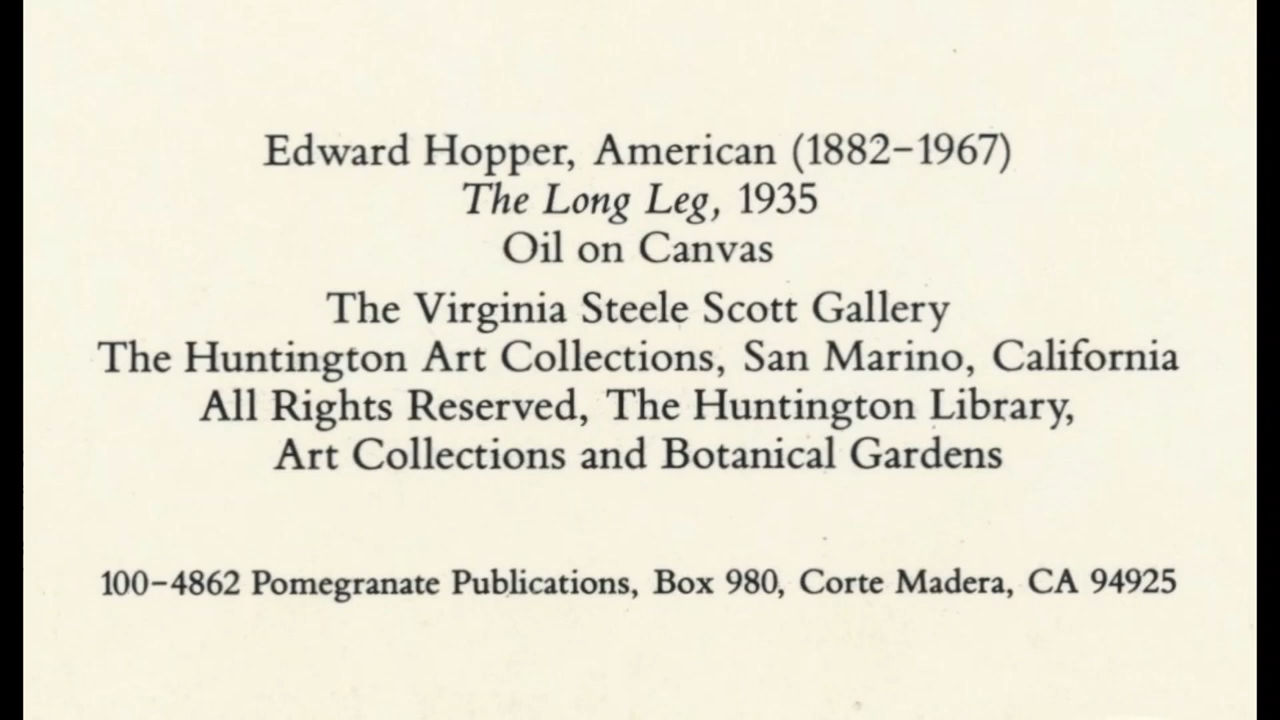 Edward Hopper, American (1882–1967)
The Long Leg, 1935
Oil on Canvas
The Virginia Steele Scott Gallery
The Huntington Art Collections, San Marino, California
All Rights Reserved, The Huntington Library,
Art Collections and Botanical Gardens
100–4862 Pomegranate Publications, Box 980, Corte Madera, CA 94925